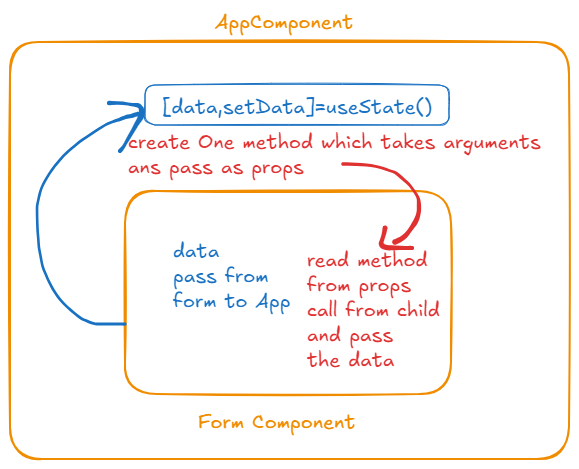 AppComponent
[data,setData]=useState()
create One method which takes arguments
ans pass as props
data
pass from
form to App
read method
from props
call from child
and pass
the data
Form Component